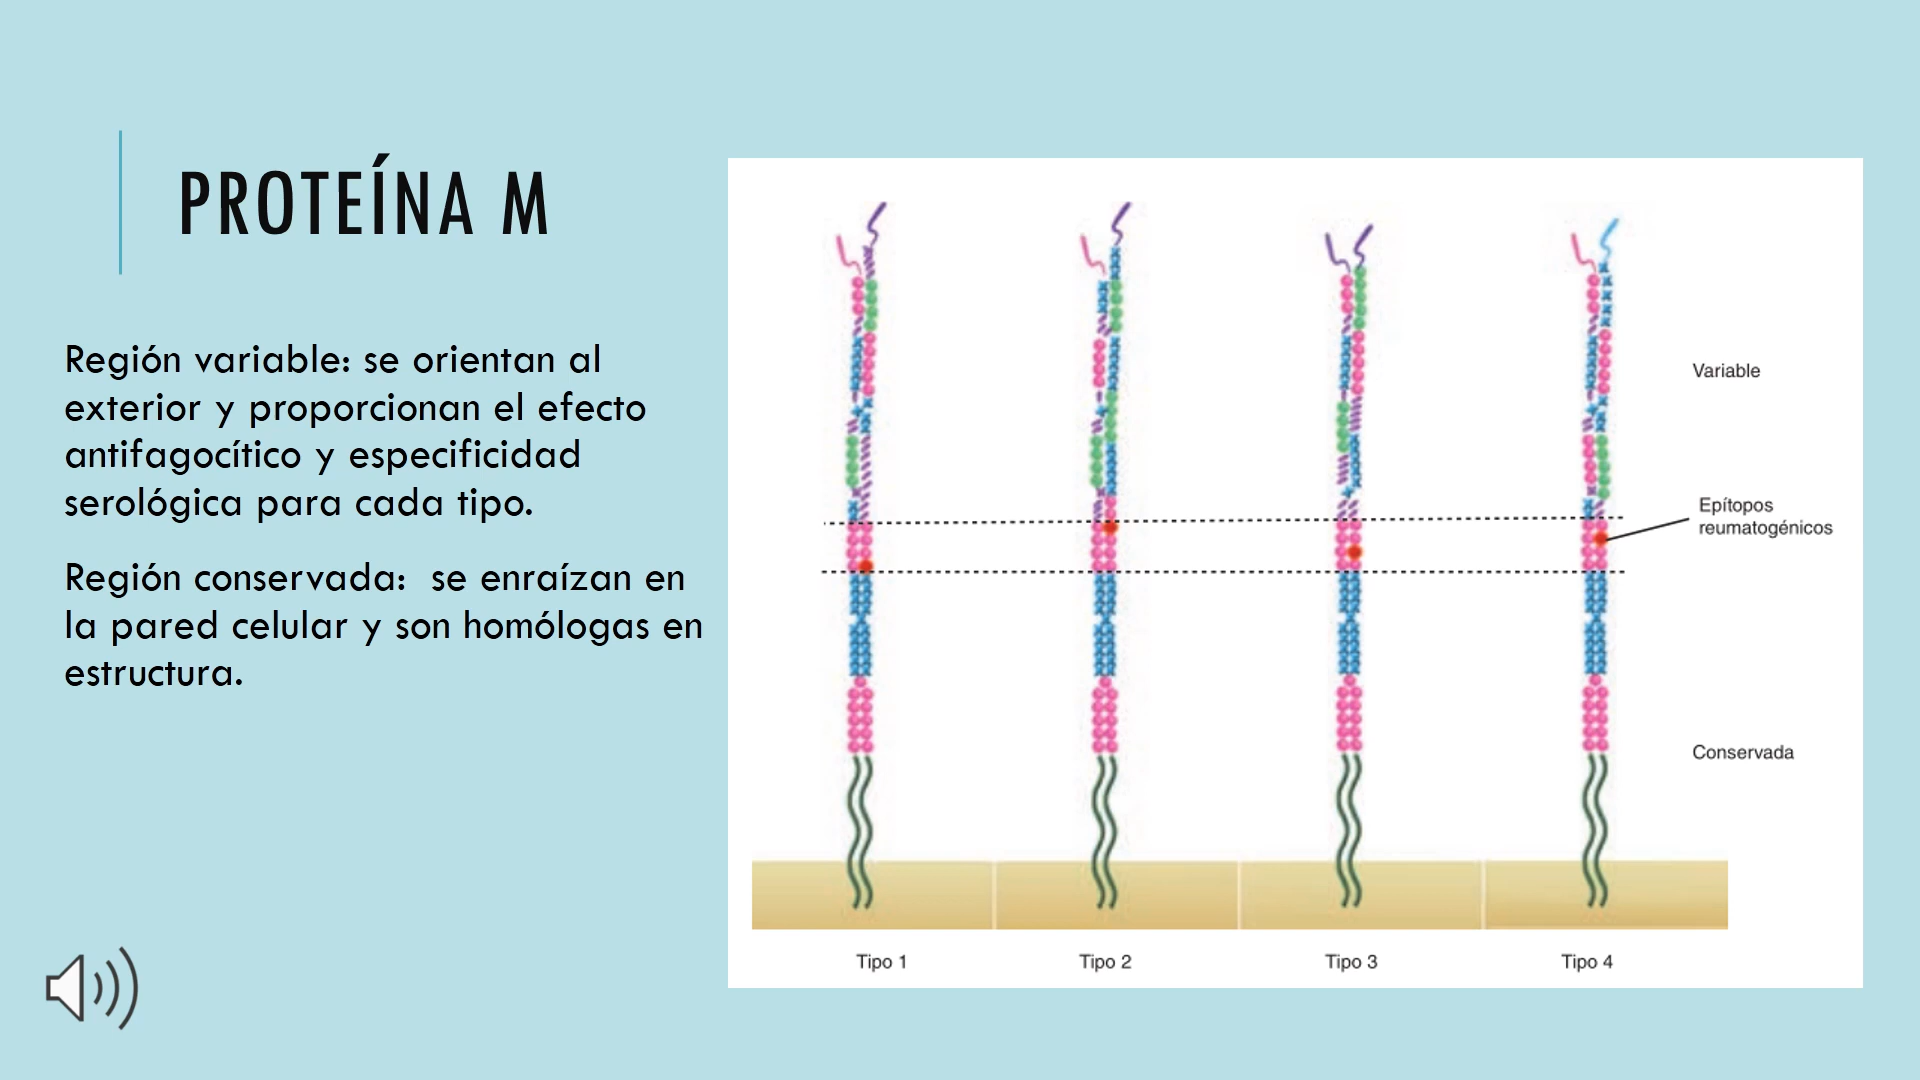 PROTEÍNA M
Región variable: se orientan al
exterior y proporcionan el efecto
antifagocítico y especificidad
serológica para cada tipo.
Región conservada:  se enraízan en
la pared celular y son homólogas en
estructura.
Variable
Epítopos
reumatogénicos
Conservada
Tipo 1
Tipo 2
Tipo 3
Tipo 4